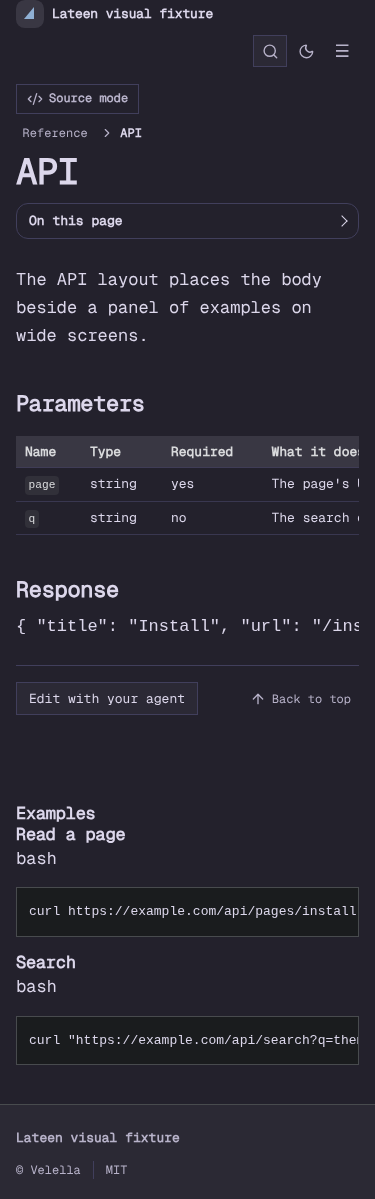 Lateen visual fixture
Source mode
Reference > API
API
On this page
The API layout places the body
beside a panel of examples on
wide screens.
Parameters
Name Type Required What it does
page string yes The page's
q string no The search
Response
{ "title": "Install", "url": "/ins
Edit with your agent
Back to top
Examples
Read a page
bash
curl https://example.com/api/pages/install
Search
bash
curl "https://example.com/api/search?q=them
Lateen visual fixture
© Velella MIT